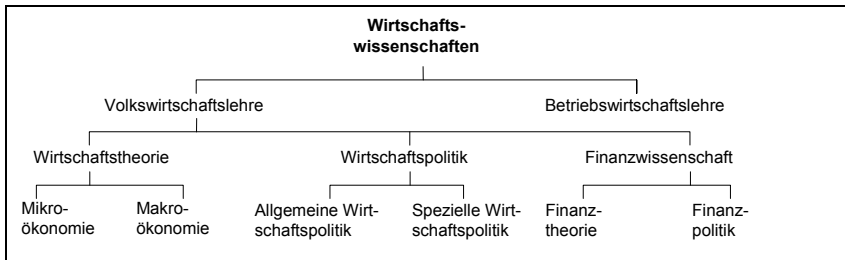 Wirtschafts-
wissenschaften
Volkswirtschaftslehre Betriebswirtschaftslehre
Wirtschaftstheorie Wirtschaftspolitik Finanzwissenschaft
Mikro-
ökonomie
Makro-
ökonomie
Allgemeine Wirt-
schaftspolitik
Spezielle Wirt-
schaftspolitik
Finanz-
theorie
Finanz-
politik